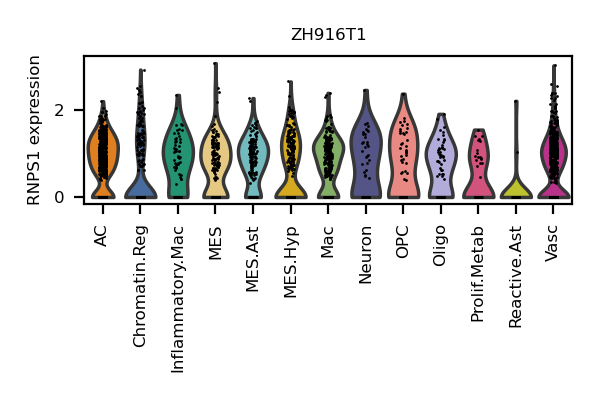 ZH916T1
RNPS1 expression
2
0
AC
Chromatin.Reg
Inflammatory.Mac
MES
MES.Ast
MES.Hyp
Mac
Neuron
OPC
Oligo
Prolif.Metab
Reactive.Ast
Vasc